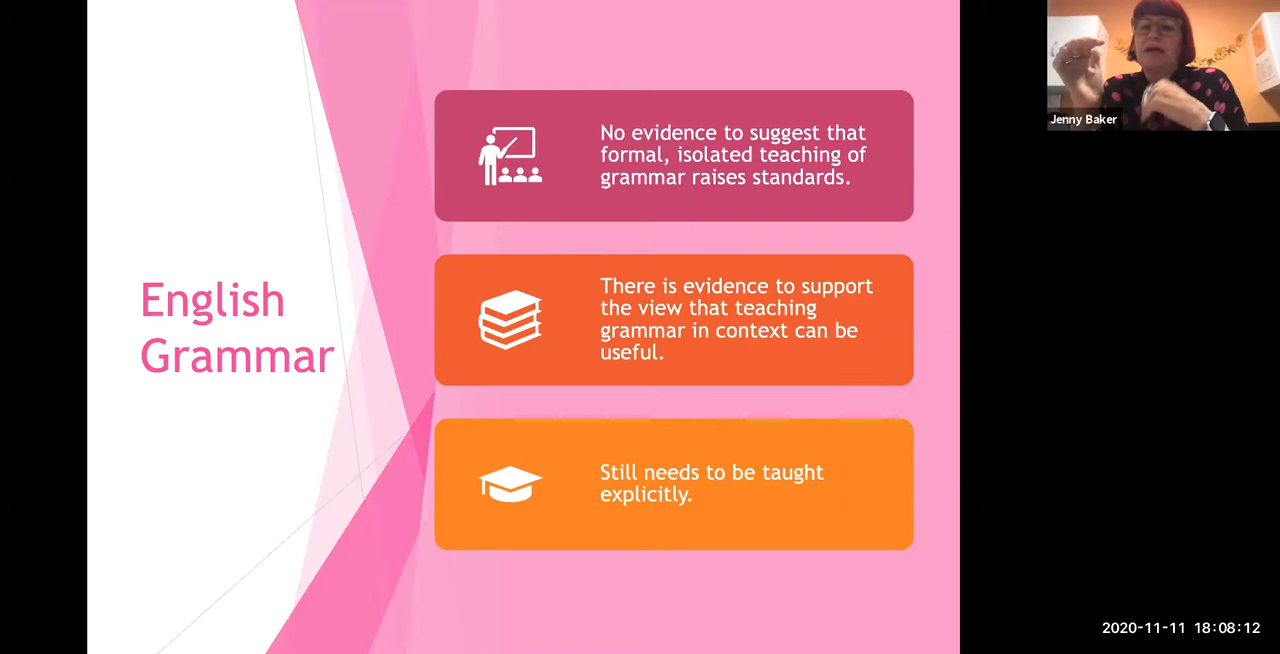 English
Grammar
No evidence to suggest that
formal, isolated teaching of
grammar raises standards.
There is evidence to support
the view that teaching
grammar in context can be
useful.
Still needs to be taught
explicitly.
Jenny Baker
2020-11-11 18:08:12